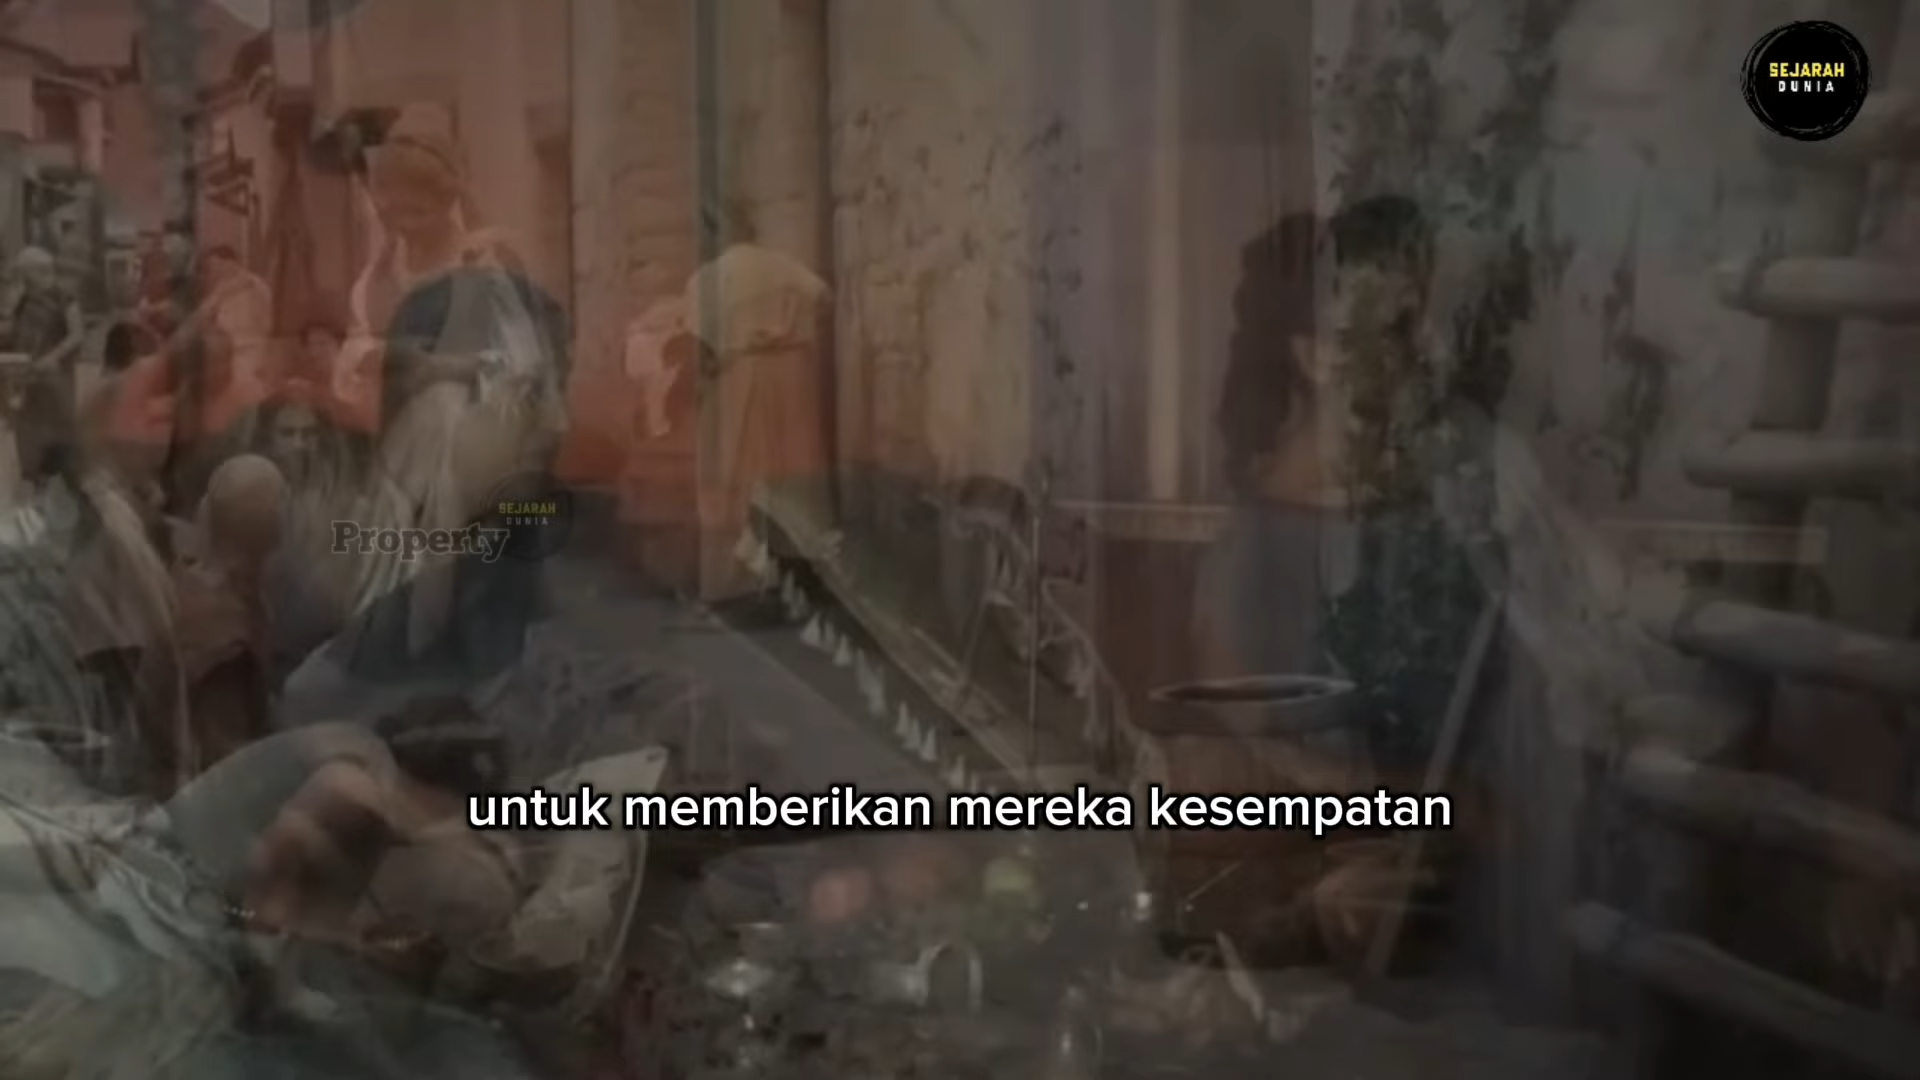 SEJARAH
DUNIA
SEJARAH
DUNIA
Property
untuk memberikan mereka kesempatan